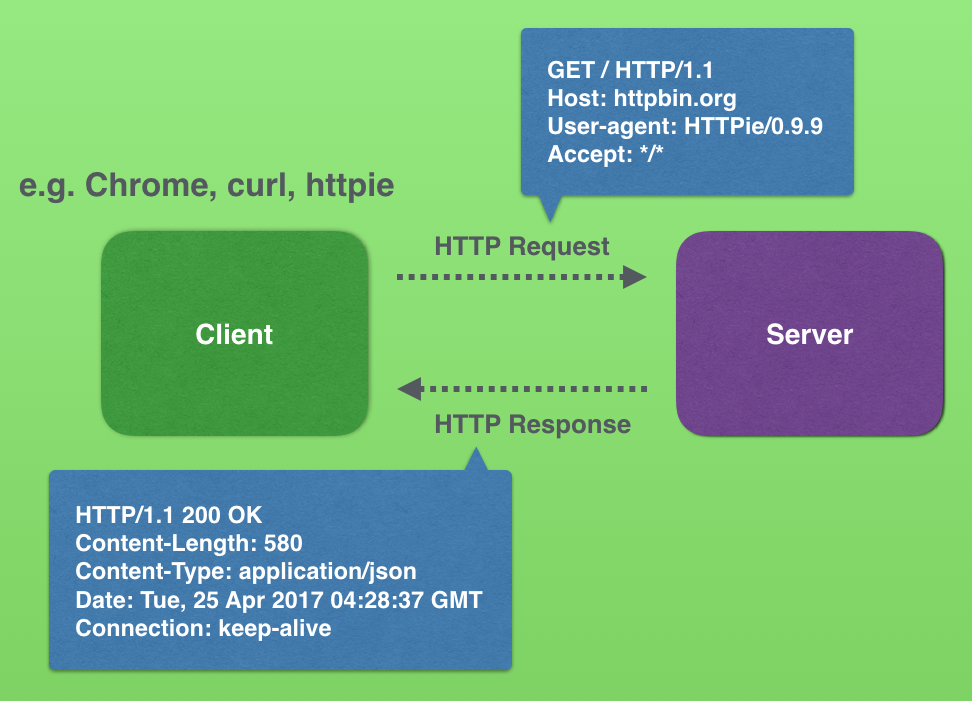 GET / HTTP/1.1
Host: httpbin.org
User-agent: HTTPie/0.9.9
Accept: */*
e.g. Chrome, curl, httpie
HTTP Request
Client
Server
HTTP Response
HTTP/1.1 200 OK
Content-Length: 580
Content-Type: application/json
Date: Tue, 25 Apr 2017 04:28:37 GMT
Connection: keep-alive